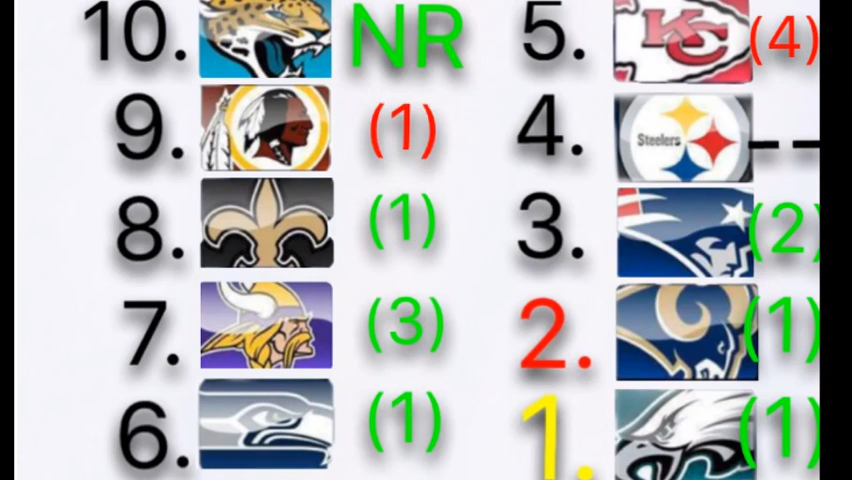 10. NR
9. (1)
8. (1)
7. (3)
6. (1)
5. KC (4)
4. Steelers --
3. (2)
2. (1)
1. (1)